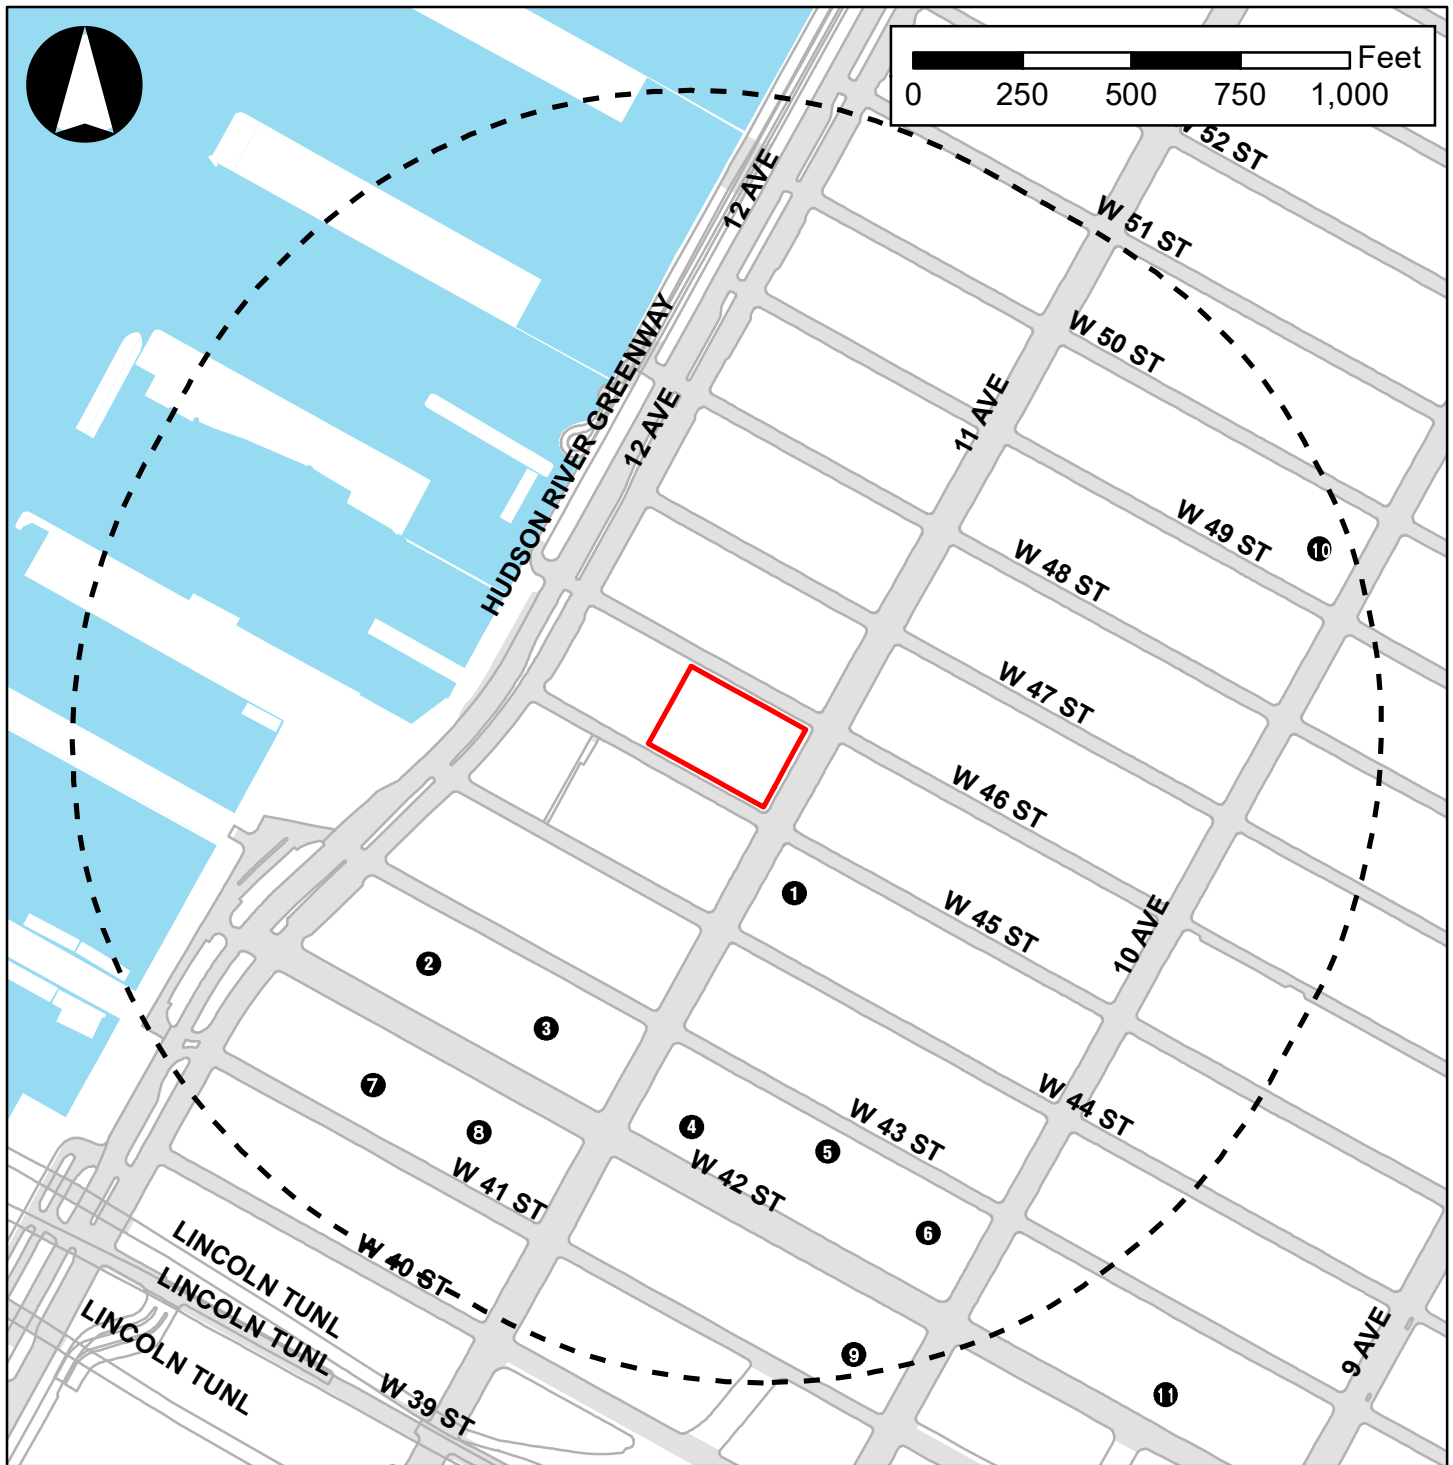 Feet
0 250 500 750 1,000
W 52 ST
12 AVE
W 51 ST
HUDSON RIVER GREENWAY
W 50 ST
12 AVE
11 AVE
W 49 ST
10
W 48 ST
W 47 ST
W 46 ST
1
W 45 ST
10 AVE
2
3
7
W 44 ST
8
4
W 43 ST
5
W 41 ST
W 42 ST
6
LINCOLN TUNL
W 40 ST
LINCOLN TUNL
LINCOLN TUNL
9
9 AVE
W 39 ST
11